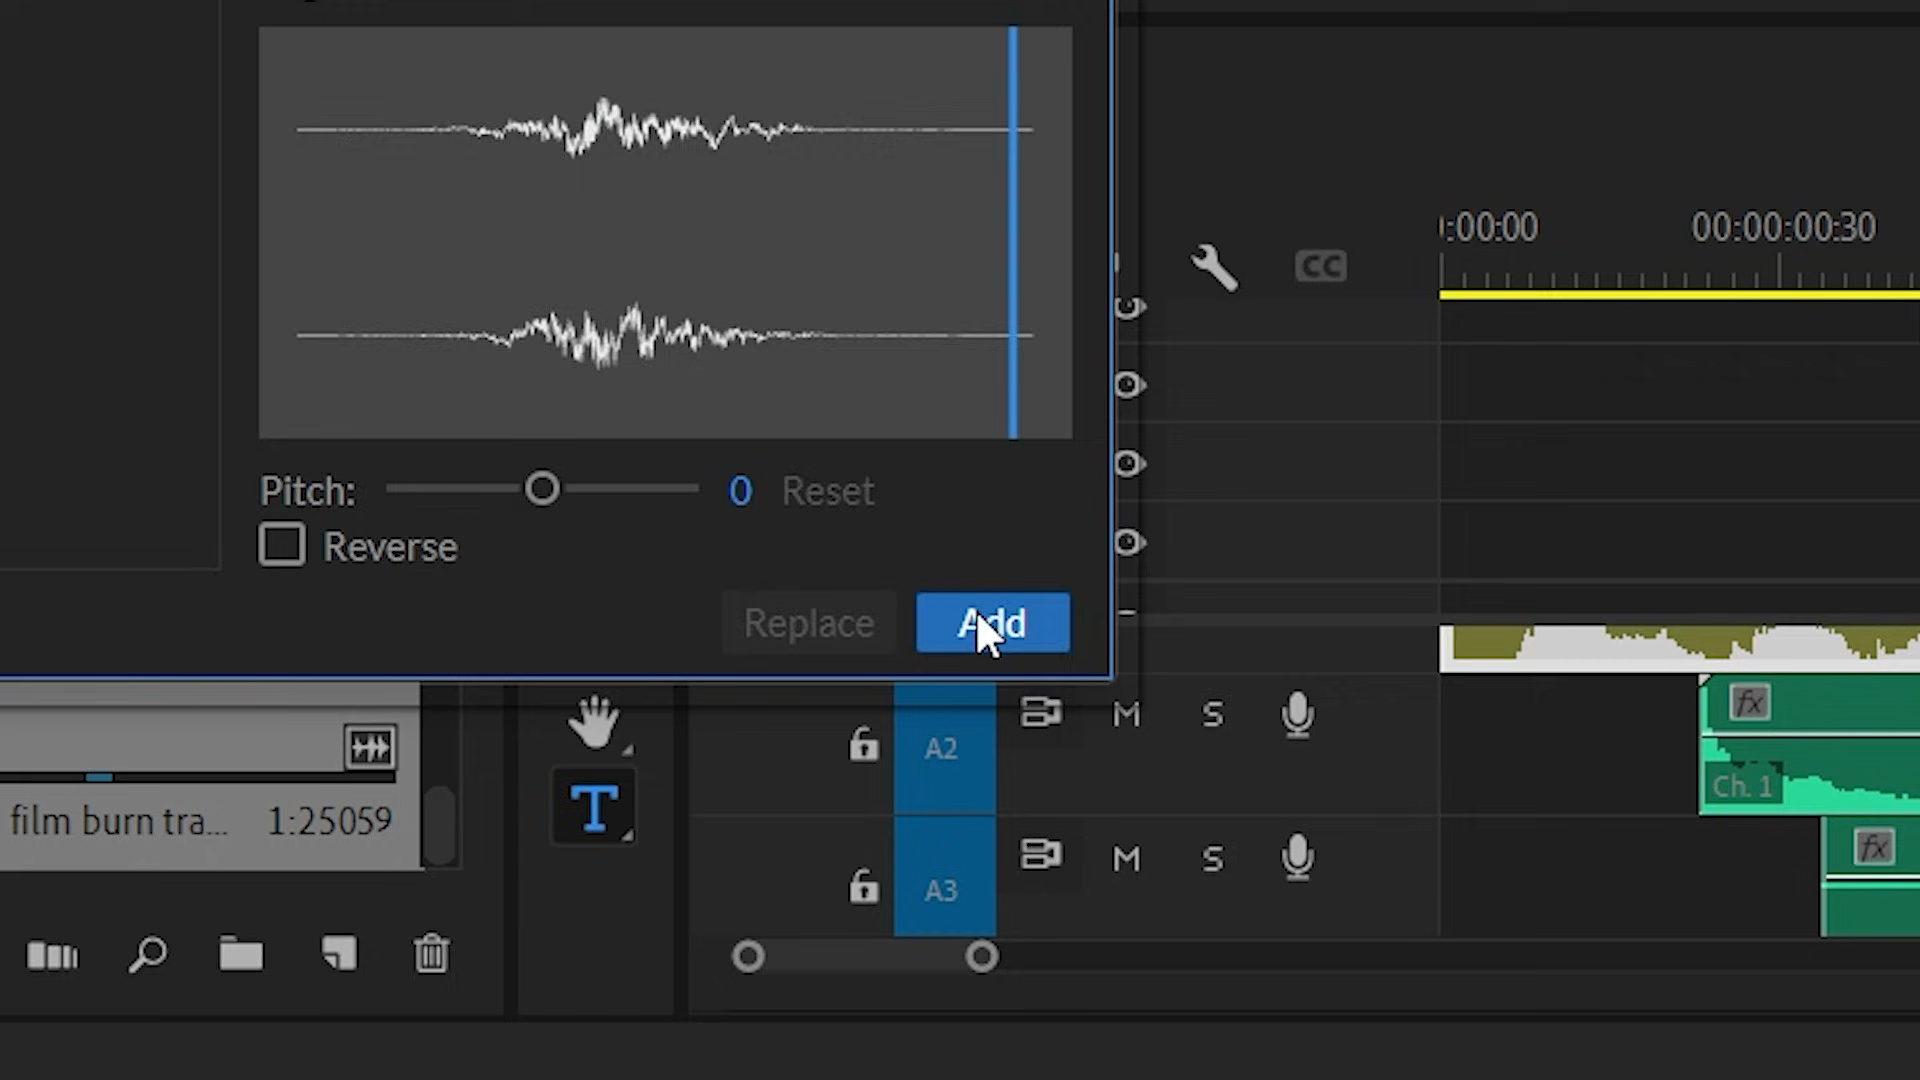 :00:00
00:00:00:30
CC
Pitch:
0
Reset
Reverse
Replace
Add
fx
A2
M
S
T
film burn tra...
1:25059
Ch. 1
fx
A3
M
S